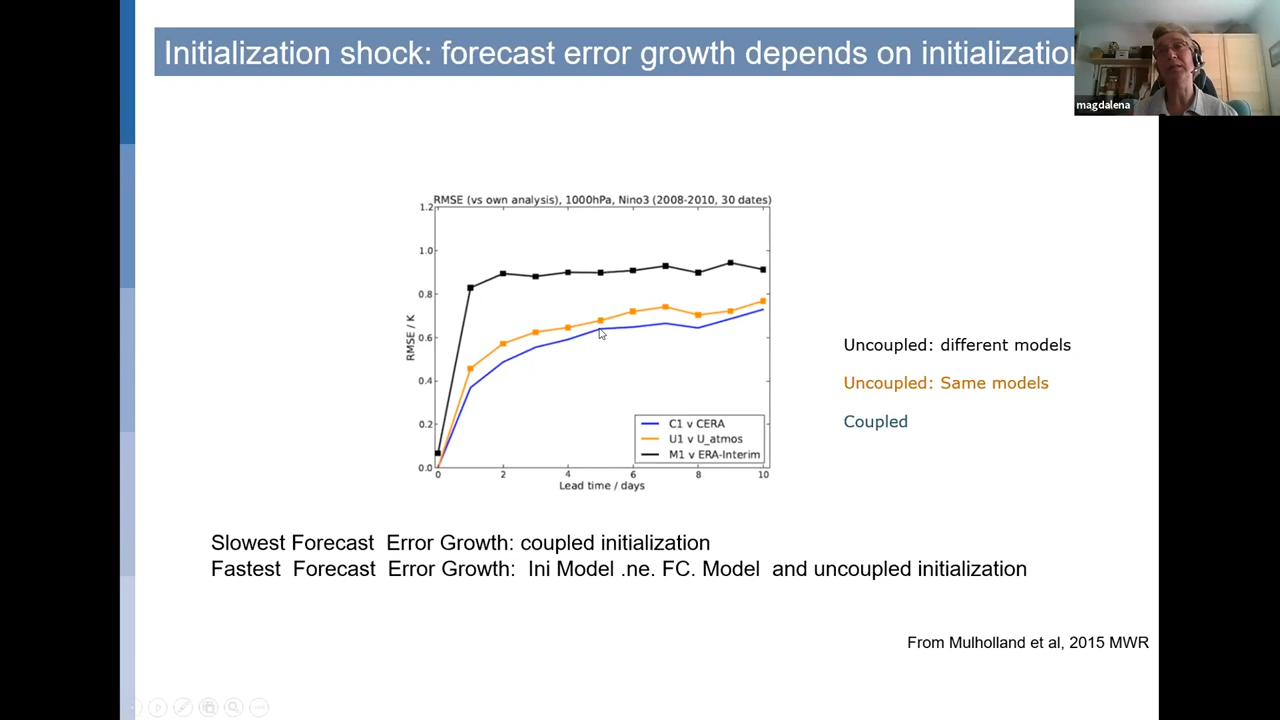 Initialization shock: forecast error growth depends on initialization
magdalena
RMSE (vs own analysis), 1000hPa, Nino3 (2008-2010, 30 dates)
1.2
1.0
0.8
0.6
0.4
0.2
0.0
RMSE / K
C1 v CERA
U1 v U_atmos
M1 v ERA-Interim
0 2 4 6 8 10
Lead time / days
Uncoupled: different models
Uncoupled: Same models
Coupled
Slowest Forecast Error Growth: coupled initialization
Fastest Forecast Error Growth: Ini Model .ne. FC. Model and uncoupled initialization
From Mulholland et al, 2015 MWR